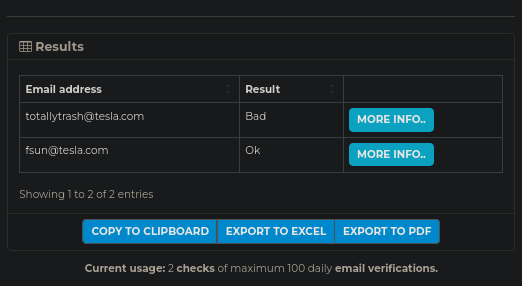 Results
Email address Result
totallytrash@tesla.com Bad MORE INFO..
fsun@tesla.com Ok MORE INFO..
Showing 1 to 2 of 2 entries
COPY TO CLIPBOARD EXPORT TO EXCEL EXPORT TO PDF
Current usage: 2 checks of maximum 100 daily email verifications.